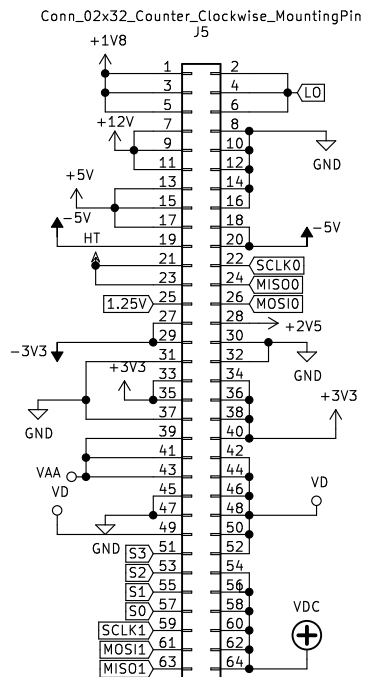 Conn_02x32_Counter_Clockwise_MountingPin
J5
+1V8
1 2
3 4 LO
5 6
+12V 7 8
9 10
11 12 GND
+5V 13 14
15 16
-5V 17 18 -5V
HT 19 20
21 22 SCLK0
23 24 MISO0
1.25V 25 26 MOSI0
27 28 +2V5
29 30
-3V3 31 32
+3V3 33 34 GND
35 36 +3V3
37 38
GND 39 40
41 42
VAA 43 44
VD 45 46 VD
47 48
49 50
GND
S3 51 52
S2 53 54
S1 55 56
S0 57 58 VDC
SCLK1 59 60
MOSI1 61 62
MISO1 63 64